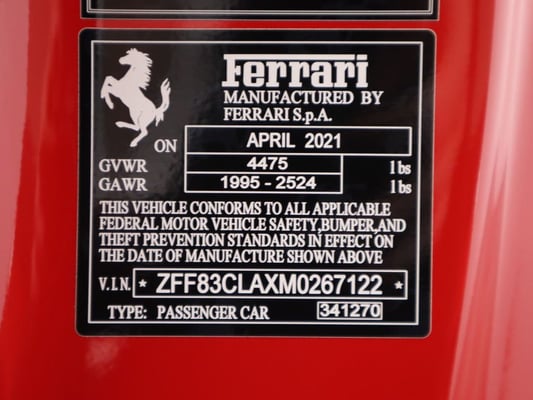 Ferrari
MANUFACTURED BY
FERRARI S.p.A.
ON APRIL 2021
GVWR 4475 lbs
GAWR 1995 - 2524 lbs
THIS VEHICLE CONFORMS TO ALL APPLICABLE
FEDERAL MOTOR VEHICLE SAFETY,BUMPER,AND
THEFT PREVENTION STANDARDS IN EFFECT ON
THE DATE OF MANUFACTURE SHOWN ABOVE
V.I.N. * ZFF83CLAXM0267122 *
TYPE: PASSENGER CAR 341270